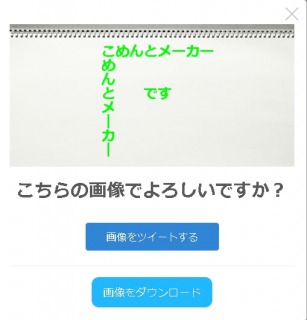 こめんとメーカー
こめんとメーカー
です
こちらの画像でよろしいですか？
画像をツイートする
画像をダウンロード